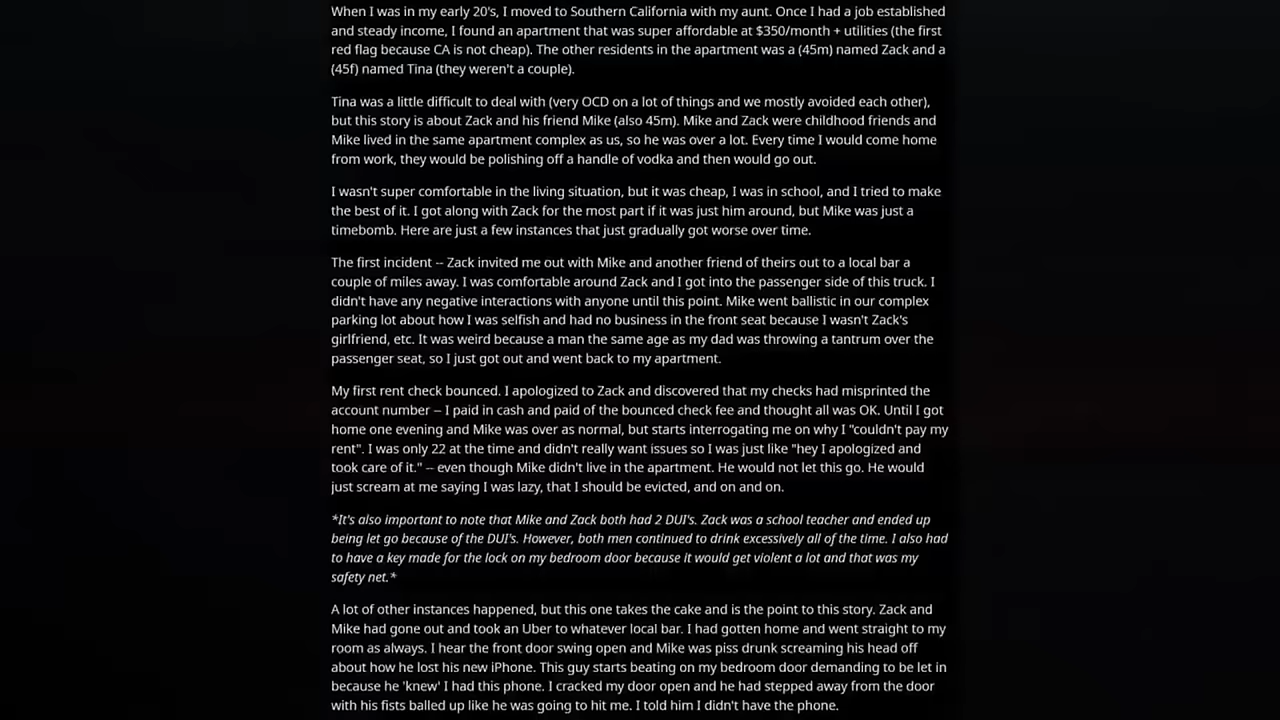 When I was in my early 20's, I moved to Southern California with my aunt. Once I had a job established
and steady income, I found an apartment that was super affordable at $350/month + utilities (the first
red flag because CA is not cheap). The other residents in the apartment was a (45m) named Zack and a
(45f) named Tina (they weren't a couple).
Tina was a little difficult to deal with (very OCD on a lot of things and we mostly avoided each other),
but this story is about Zack and his friend Mike (also 45m). Mike and Zack were childhood friends and
Mike lived in the same apartment complex as us, so he was over a lot. Every time I would come home
from work, they would be polishing off a handle of vodka and then would go out.
I wasn't super comfortable in the living situation, but it was cheap, I was in school, and I tried to make
the best of it. I got along with Zack for the most part if it was just him around, but Mike was just a
timebomb. Here are just a few instances that just gradually got worse over time.
The first incident -- Zack invited me out with Mike and another friend of theirs out to a local bar a
couple of miles away. I was comfortable around Zack and I got into the passenger side of this truck. I
didn't have any negative interactions with anyone until this point. Mike went ballistic in our complex
parking lot about how I was selfish and had no business in the front seat because I wasn't Zack's
girlfriend, etc. It was weird because a man the same age as my dad was throwing a tantrum over the
passenger seat, so I just got out and went back to my apartment.
My first rent check bounced. I apologized to Zack and discovered that my checks had misprinted the
account number – I paid in cash and paid of the bounced check fee and thought all was OK. Until I got
home one evening and Mike was over as normal, but starts interrogating me on why I "couldn't pay my
rent". I was only 22 at the time and didn't really want issues so I was just like "hey I apologized and
took care of it." -- even though Mike didn't live in the apartment. He would not let this go. He would
just scream at me saying I was lazy, that I should be evicted, and on and on.
*It's also important to note that Mike and Zack both had 2 DUI's. Zack was a school teacher and ended up
being let go because of the DUI's. However, both men continued to drink excessively all of the time. I also had
to have a key made for the lock on my bedroom door because it would get violent a lot and that was my
safety net.*
A lot of other instances happened, but this one takes the cake and is the point to this story. Zack and
Mike had gone out and took an Uber to whatever local bar. I had gotten home and went straight to my
room as always. I hear the front door swing open and Mike was piss drunk screaming his head off
about how he lost his new iPhone. This guy starts beating on my bedroom door demanding to be let in
because he 'knew' I had this phone. I cracked my door open and he had stepped away from the door
with his fists balled up like he was going to hit me. I told him I didn't have the phone.